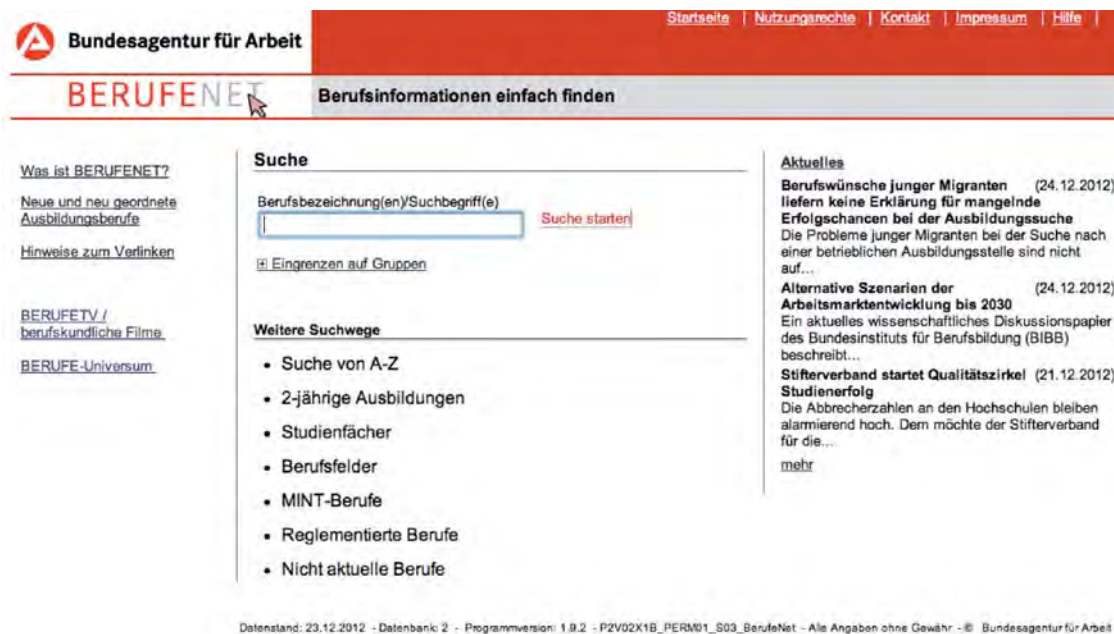 Startseite | Nutzungsrechte | Kontakt | Impressum | Hilfe |
Bundesagentur für Arbeit
BERUFENET
Berufsinformationen einfach finden
Was ist BERUFENET?
Neue und neu geordnete
Ausbildungsberufe
Hinweise zum Verlinken
BERUFETV /
berufskundliche Filme
BERUFE-Universum
Suche
Berufsbezeichnung(en)/Suchbegriff(e)
Suche starten
Eingrenzen auf Gruppen
Weitere Suchwege
• Suche von A-Z
• 2-jährige Ausbildungen
• Studienfächer
• Berufsfelder
• MINT-Berufe
• Reglementierte Berufe
• Nicht aktuelle Berufe
Aktuelles
Berufswünsche junger Migranten (24.12.2012)
liefern keine Erklärung für mangelnde
Erfolgschancen bei der Ausbildungssuche
Die Probleme junger Migranten bei der Suche nach
einer betrieblichen Ausbildungsstelle sind nicht
auf...
Alternative Szenarien der (24.12.2012)
Arbeitsmarktentwicklung bis 2030
Ein aktuelles wissenschaftliches Diskussionspapier
des Bundesinstituts für Berufsbildung (BIBB)
beschreibt...
Stifterverband startet Qualitätszirkel (21.12.2012)
Studienerfolg
Die Abbrecherzahlen an den Hochschulen bleiben
alarmierend hoch. Dem möchte der Stifterverband
für die...
mehr
Datenstand: 23.12.2012 - Datenbank: 2 - Programmversion: 1.9.2 - P2V02X1B_PERM01_S03_BerufeNet - Alle Angaben ohne Gewähr - © Bundesagentur für Arbeit